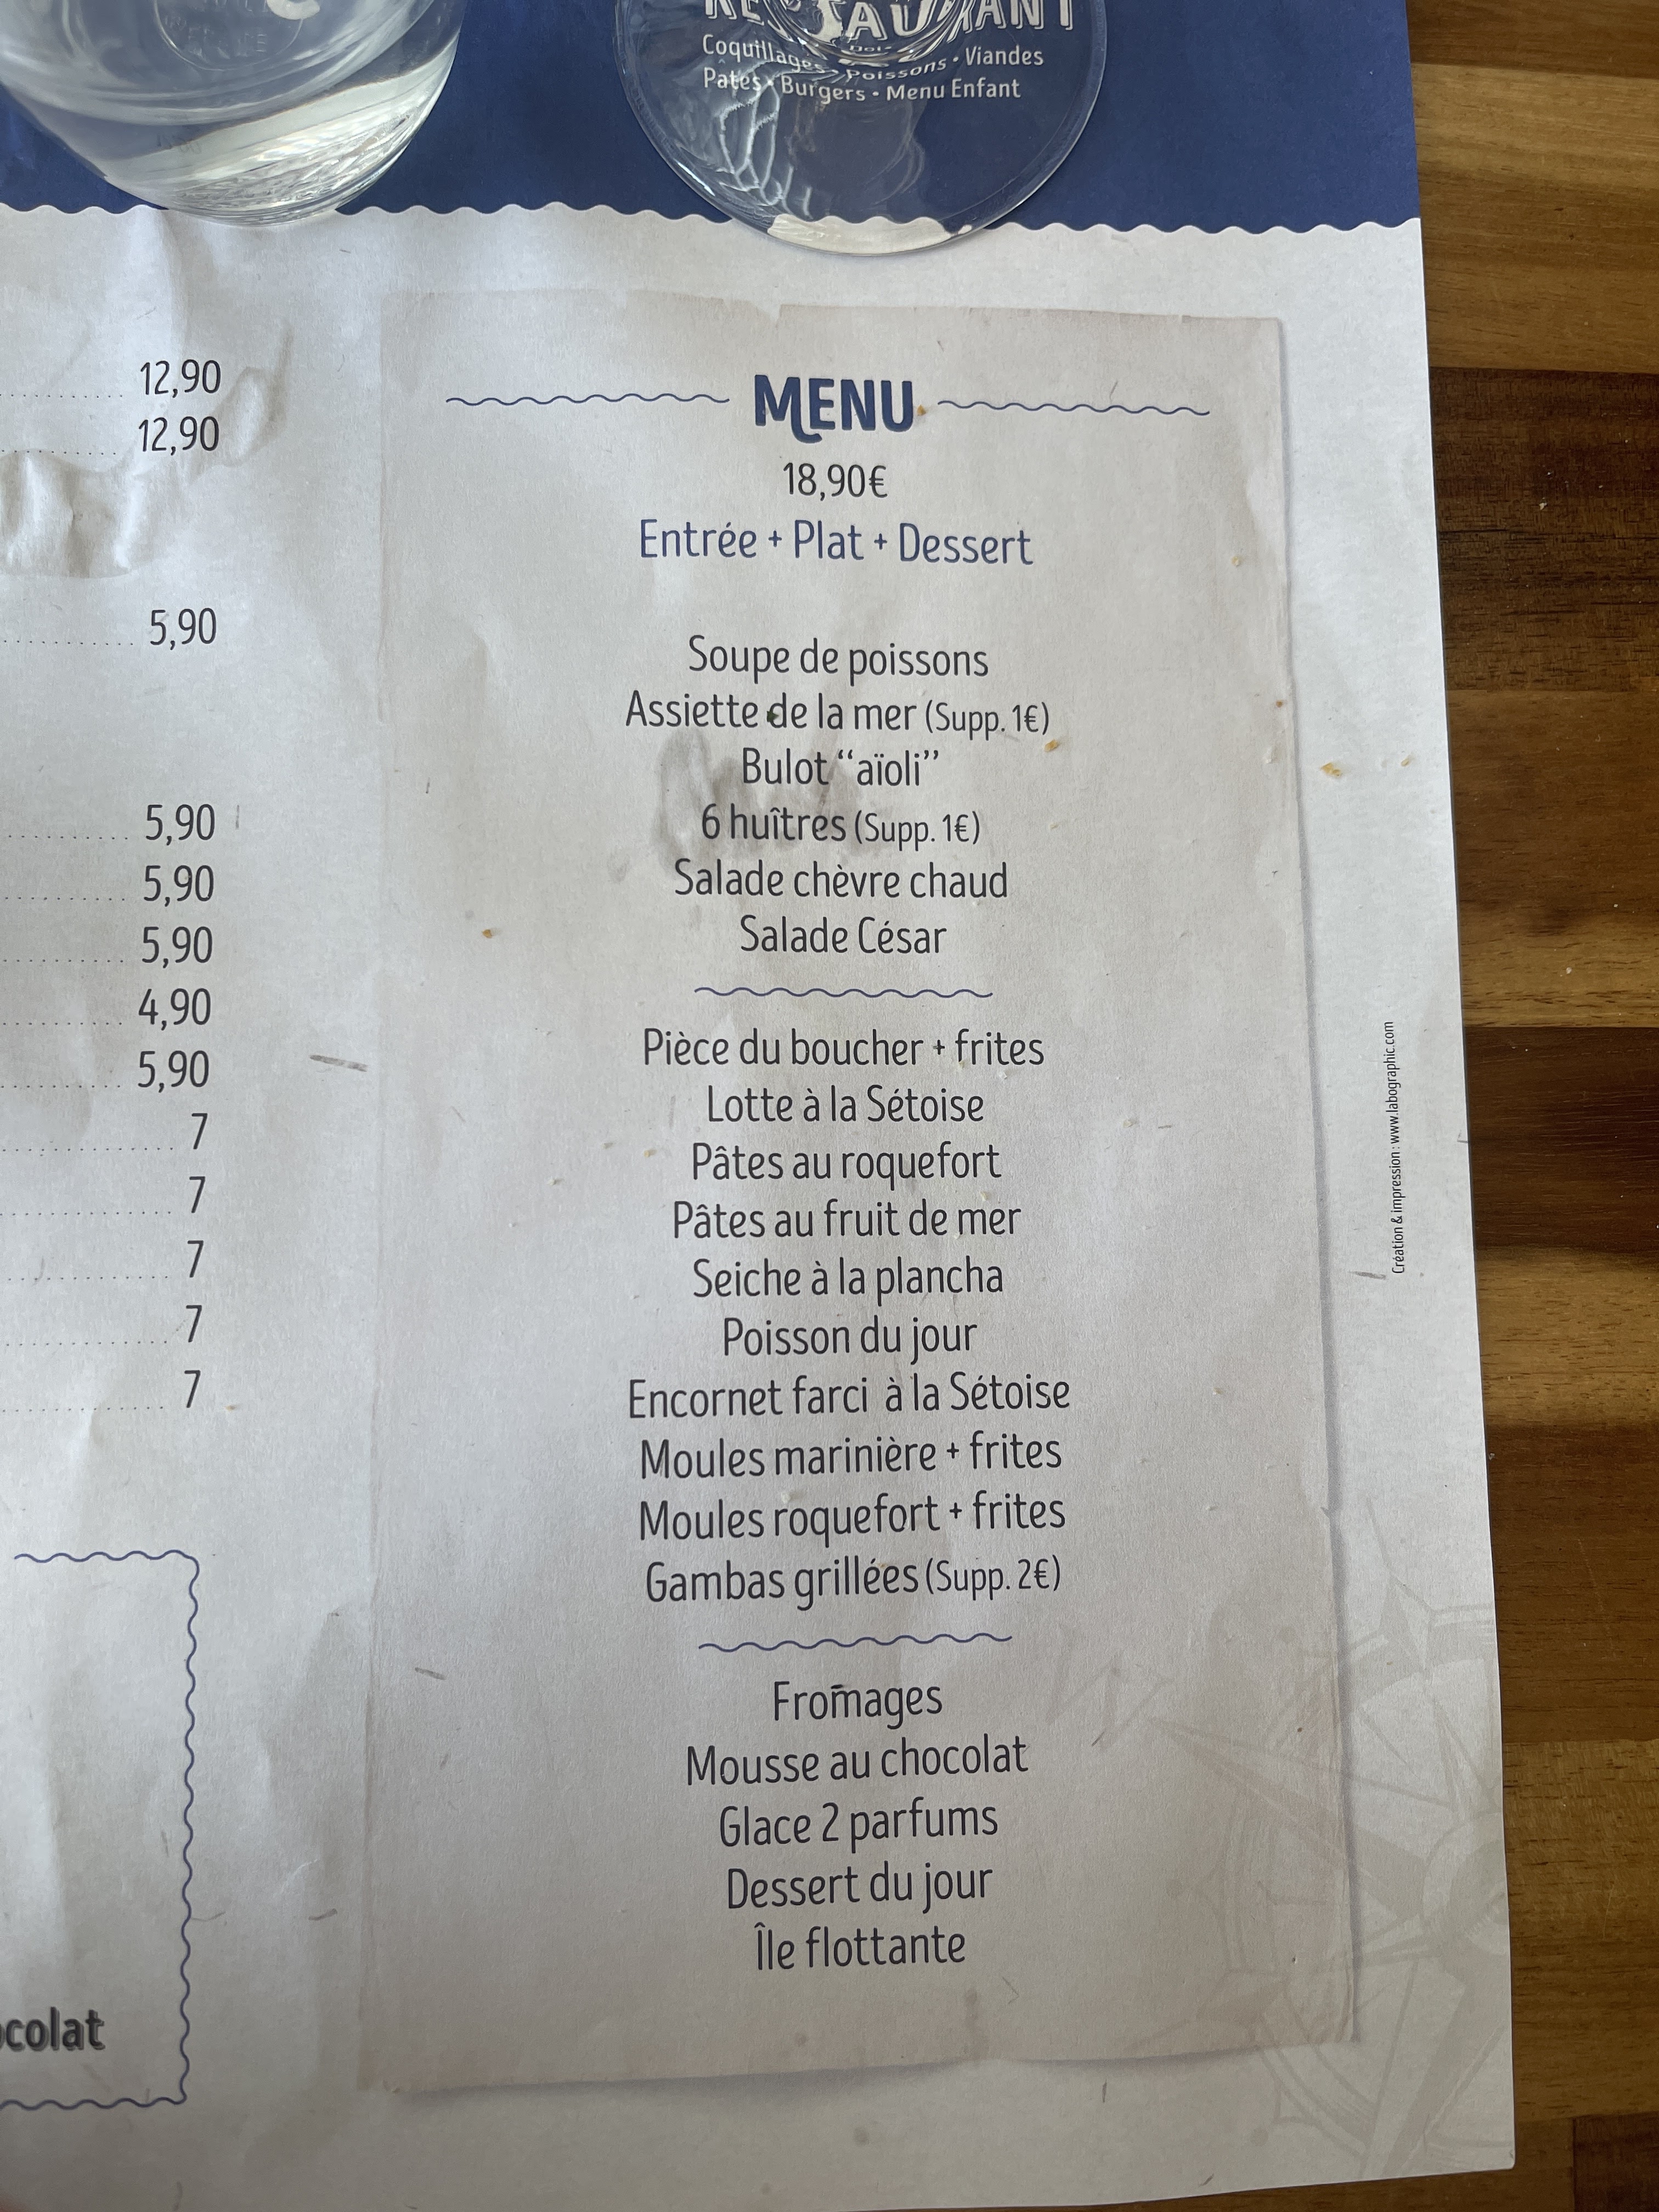 RESTAURANT
Coquillages • Poissons • Viandes
Pates • Burgers • Menu Enfant
12,90
12,90
5,90
5,90
5,90
5,90
4,90
5,90
7
7
7
7
7
colat
MENU
18,90€
Entrée + Plat + Dessert
Soupe de poissons
Assiette de la mer (Supp. 1€)
Bulot “aïoli”
6 huîtres (Supp. 1€)
Salade chèvre chaud
Salade César
Pièce du boucher + frites
Lotte à la Sétoise
Pâtes au roquefort
Pâtes au fruit de mer
Seiche à la plancha
Poisson du jour
Encornet farci à la Sétoise
Moules marinière + frites
Moules roquefort + frites
Gambas grillées (Supp. 2€)
Fromages
Mousse au chocolat
Glace 2 parfums
Dessert du jour
Île flottante
Création & impression : www.labographic.com